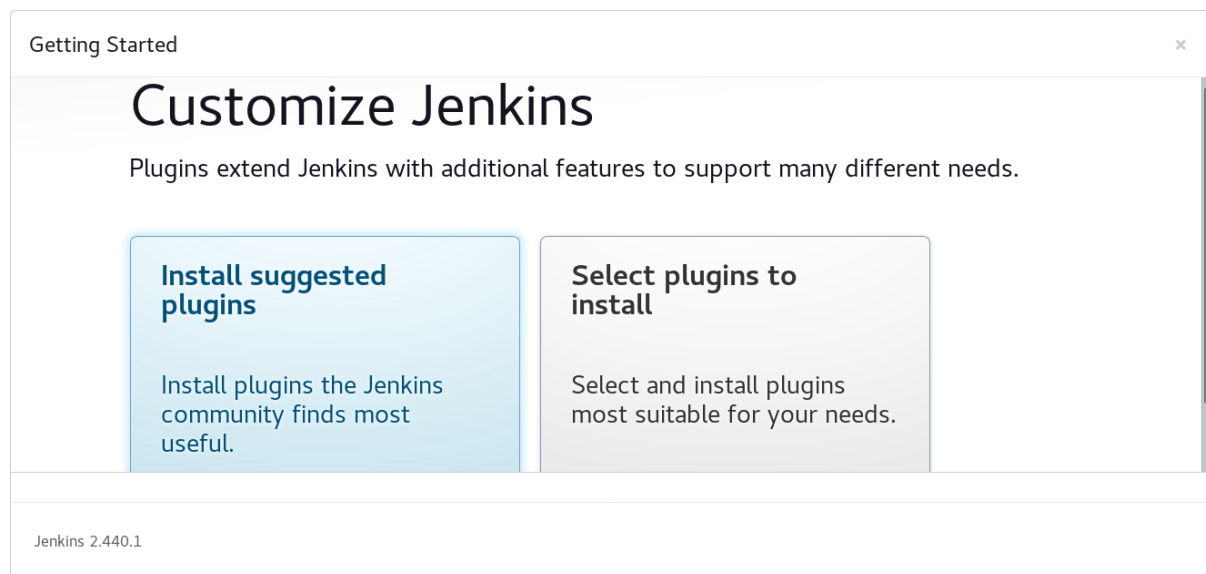 Getting Started
×
Customize Jenkins
Plugins extend Jenkins with additional features to support many different needs.
Install suggested
plugins
Install plugins the Jenkins
community finds most
useful.
Select plugins to
install
Select and install plugins
most suitable for your needs.
Jenkins 2.440.1